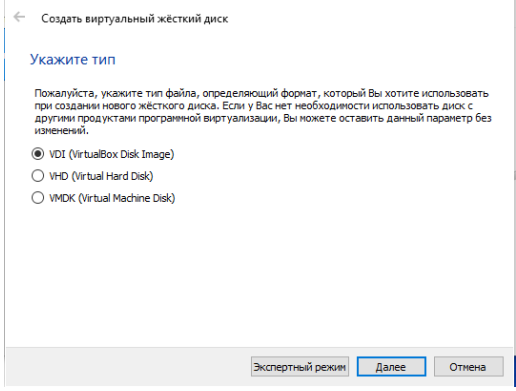 Создать виртуальный жёсткий диск
Укажите тип
Пожалуйста, укажите тип файла, определяющий формат, который Вы хотите использовать
при создании нового жёсткого диска. Если у Вас нет необходимости использовать диск с
другими продуктами програмной виртуализации, Вы можете оставить данный параметр без
изменений.
VDI (VirtualBox Disk Image)
VHD (Virtual Hard Disk)
VMDK (Virtual Machine Disk)
Экспертный режим Далее Отмена